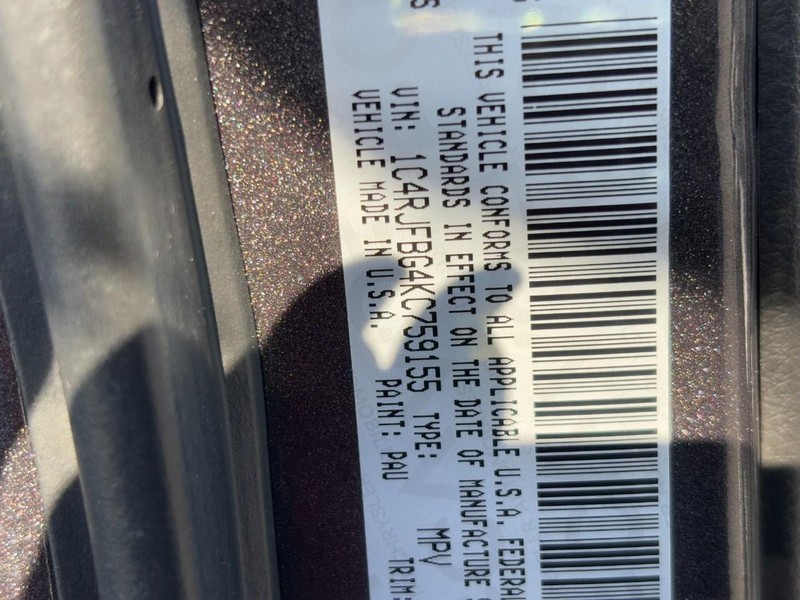 THIS VEHICLE CONFORMS TO ALL APPLICABLE U.S.A. FEDERAL
STANDARDS IN EFFECT ON THE DATE OF MANUFACTURE S
VIN: 1C4RJFBG4KC759155 TYPE: MPV
VEHICLE MADE IN U.S.A. PAINT: PAU TRIM: